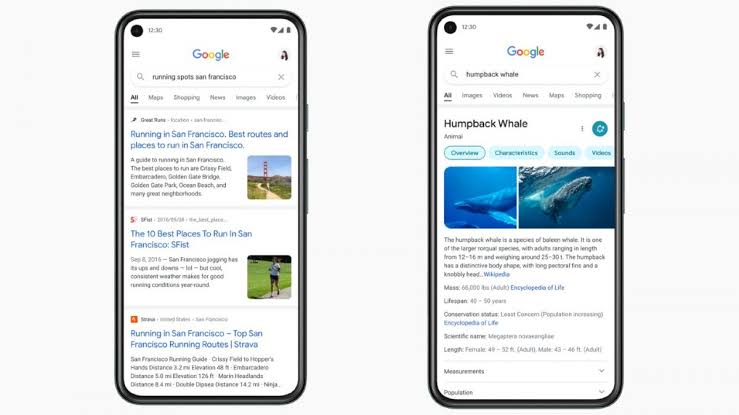 12:30
Google
running spots san francisco
All Maps Shopping News Images Videos
Great Runs › location › san-francisc...
Running in San Francisco. Best routes and
places to run in San Francisco.
A guide to running in San Francisco.
The best places to run are Crissy Field,
Embarcadero, Golden Gate Bridge,
Golden Gate Park, Ocean Beach, and
many great neighborhoods.
SFist › 2016/09/08 › the_best_place...
The 10 Best Places To Run In San
Francisco: SFist
Sep 8, 2016 — San Francisco jogging has
its ups and downs — lol — but cool,
consistent weather makes for good
running conditions year-round.
Strava › United States › San Francisco
Running in San Francisco – Top San
Francisco Running Routes | Strava
San Francisco Running Guide · Crissy Field to Hopper's
Hands Distance 3.2 mi Elevation 48 ft · Embarcadero
Distance 5.0 mi Elevation 126 ft · Marin Headlands
Distance 8.4 mi · Double Dipsea Distance 14.2 mi · Ninja...
12:30
Google
humpback whale
All Images Videos News Maps Shopping
Humpback Whale
Animal
Overview Characteristics Sounds Videos
The humpback whale is a species of baleen whale. It is one
of the larger rorqual species, with adults ranging in length
from 12–16 m and weighing around 25–30 t. The humpback
has a distinctive body shape, with long pectoral fins and a
knobbly head...Wikipedia
Mass: 66,000 lbs (Adult) Encyclopedia of Life
Lifespan: 40 – 50 years
Conservation status: Least Concern (Population increasing)
Encyclopedia of Life
Scientific name: Megaptera novaeangliae
Length: Female: 49 – 52 ft. (Adult), Male: 43 – 46 ft. (Adult)
Measurements
Population